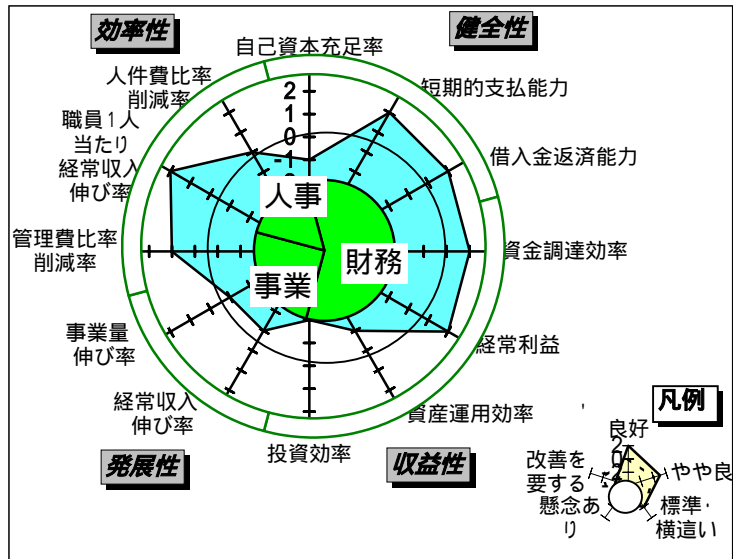 効率性
健全性
自己資本充足率
人件費比率
削減率
短期的支払能力
職員1人
当たり
経常収入
伸び率
2
1
0
-1
借入金返済能力
人事
管理費比率
削減率
財務
資金調達効率
事業
事業量
伸び率
経常利益
経常収入
伸び率
資産運用効率
投資効率
発展性
収益性
凡例
良好
2
0
改善を
要する
やや良
懸念あ
り
標準・
横這い